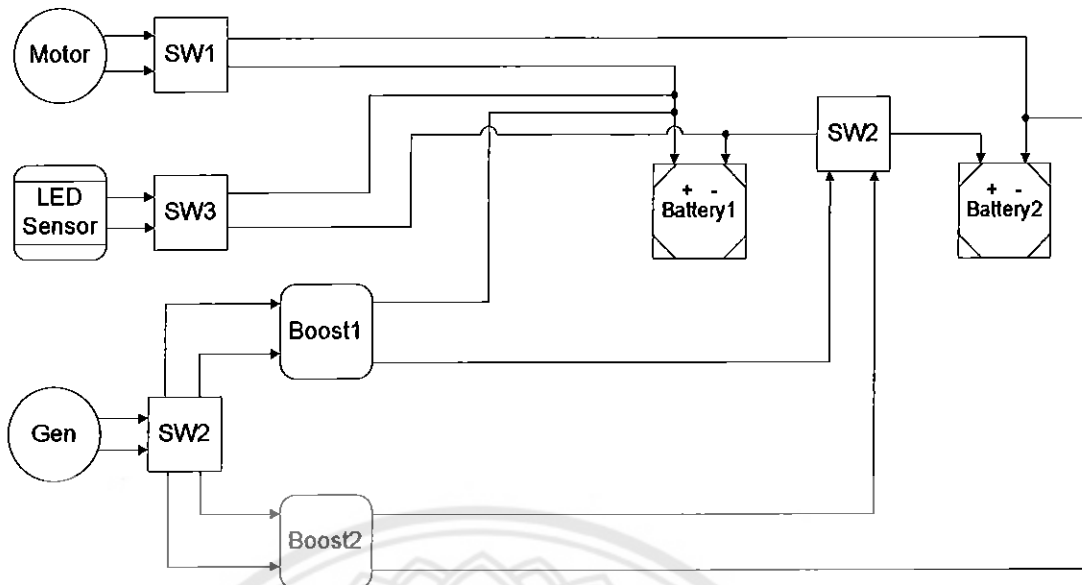 Motor
SW1
SW2
LED
Sensor
SW3
+ -
Battery1
+ -
Battery2
Boost1
Gen
SW2
Boost2